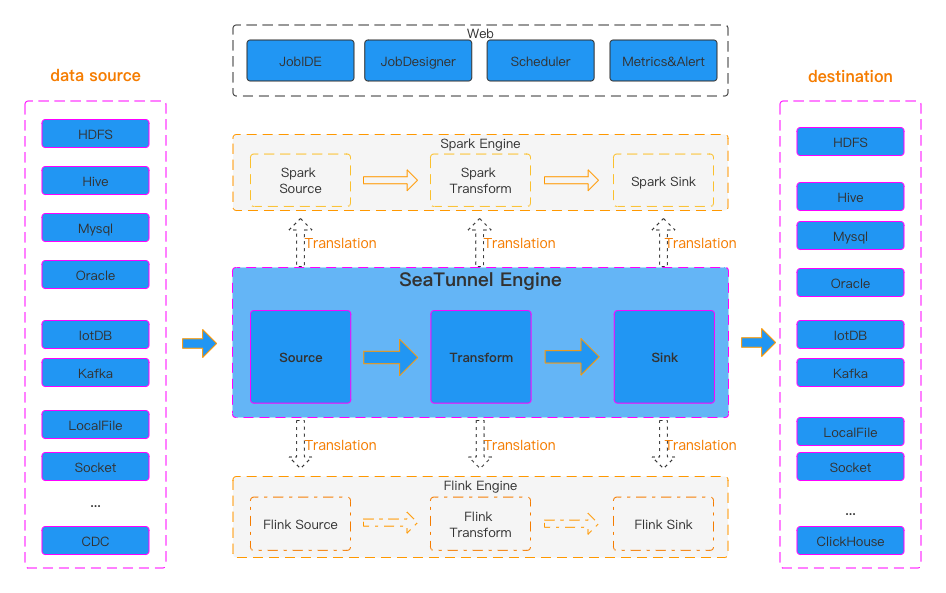 Web
JobIDE
JobDesigner
Scheduler
Metrics&Alert
data source
HDFS
Hive
Mysql
Oracle
IotDB
Kafka
LocalFile
Socket
...
CDC
Spark Engine
Spark
Source
Spark
Transform
Spark Sink
Translation
Translation
Translation
SeaTunnel Engine
Source
Transform
Sink
Translation
Translation
Translation
Flink Engine
Flink Source
Flink
Transform
Flink Sink
destination
HDFS
Hive
Mysql
Oracle
IotDB
Kafka
LocalFile
Socket
...
ClickHouse